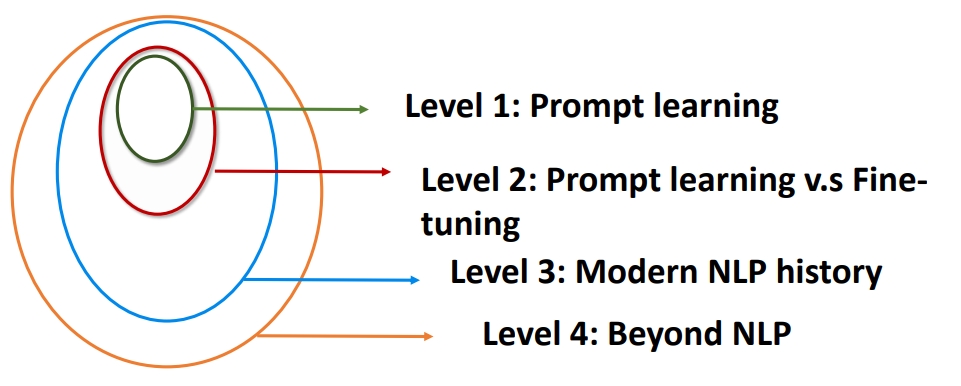 Level 1: Prompt learning
Level 2: Prompt learning v.s Fine-
tuning
Level 3: Modern NLP history
Level 4: Beyond NLP